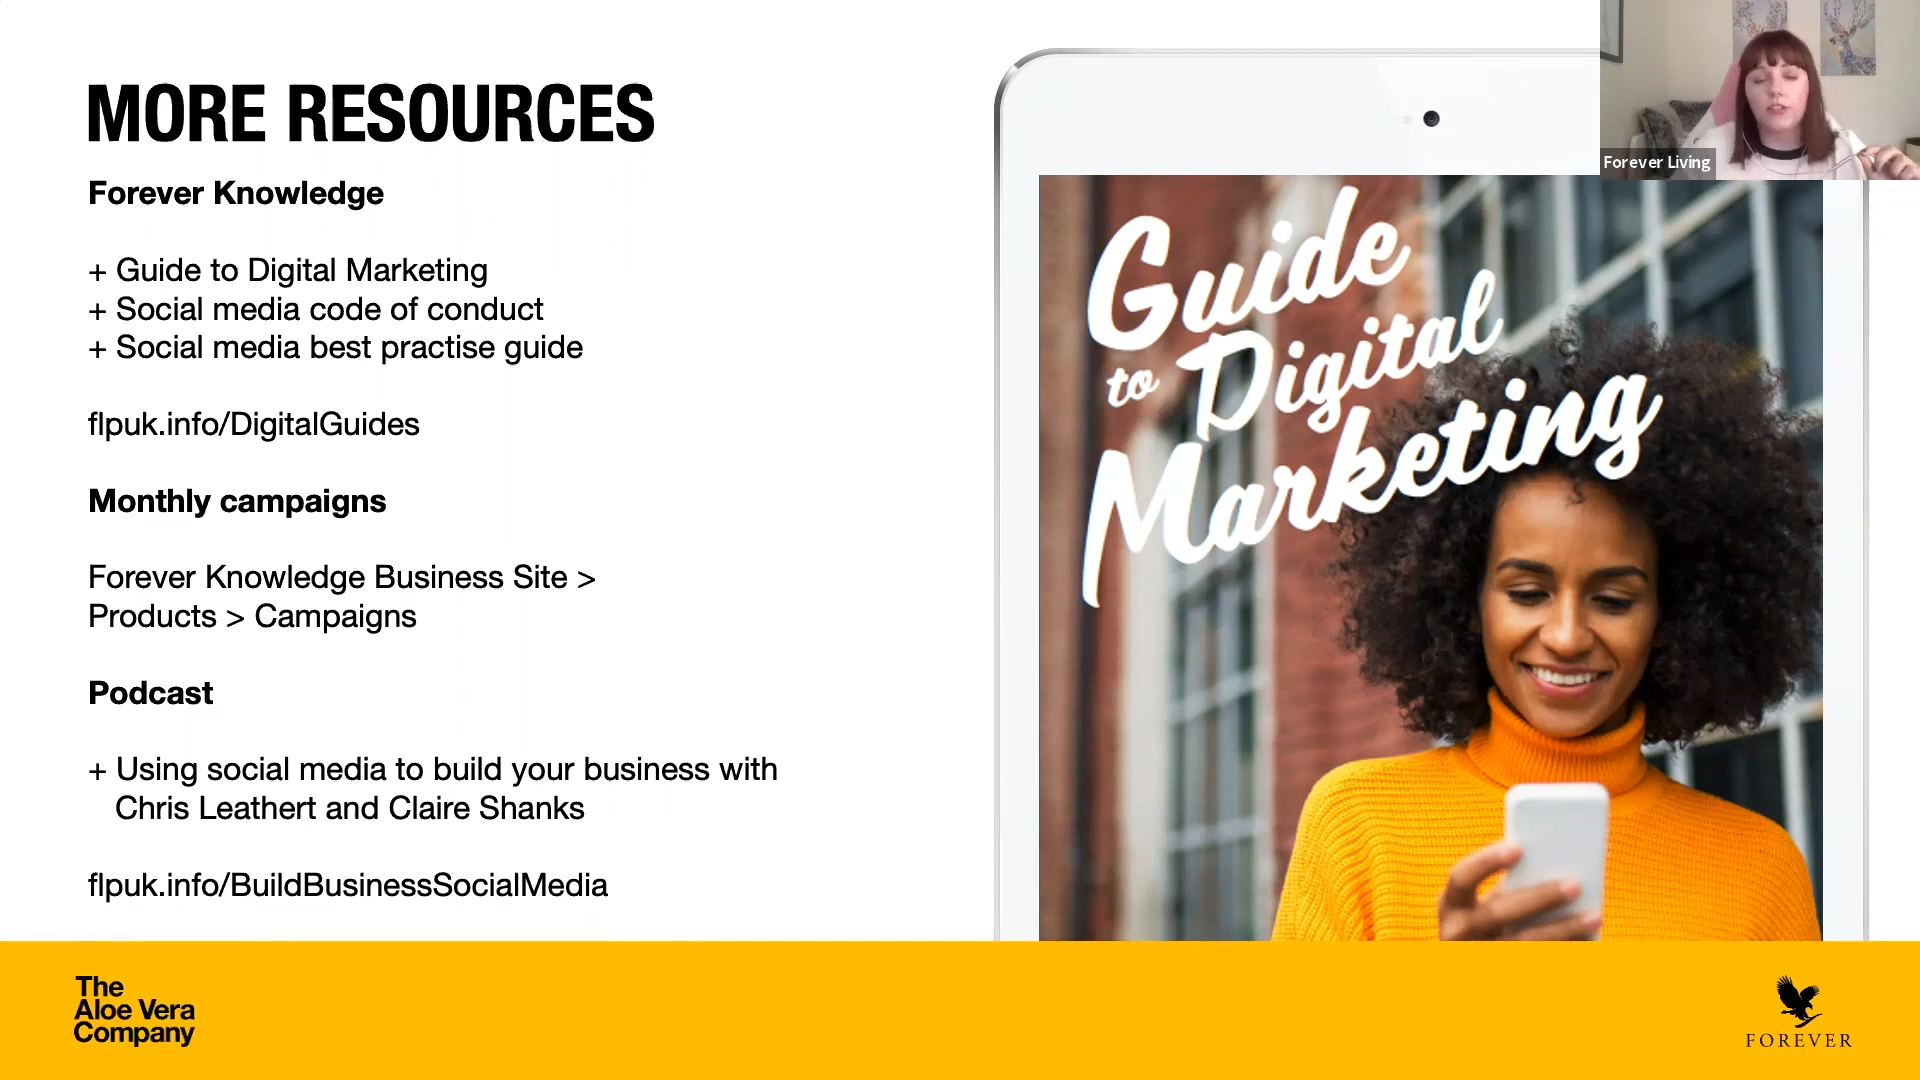 MORE RESOURCES
Forever Knowledge
+ Guide to Digital Marketing
+ Social media code of conduct
+ Social media best practise guide
flpuk.info/DigitalGuides
Monthly campaigns
Forever Knowledge Business Site >
Products > Campaigns
Podcast
+ Using social media to build your business with
Chris Leathert and Claire Shanks
flpuk.info/BuildBusinessSocialMedia
Guide
to Digital
Marketing
Forever Living
The
Aloe Vera
Company
FOREVER